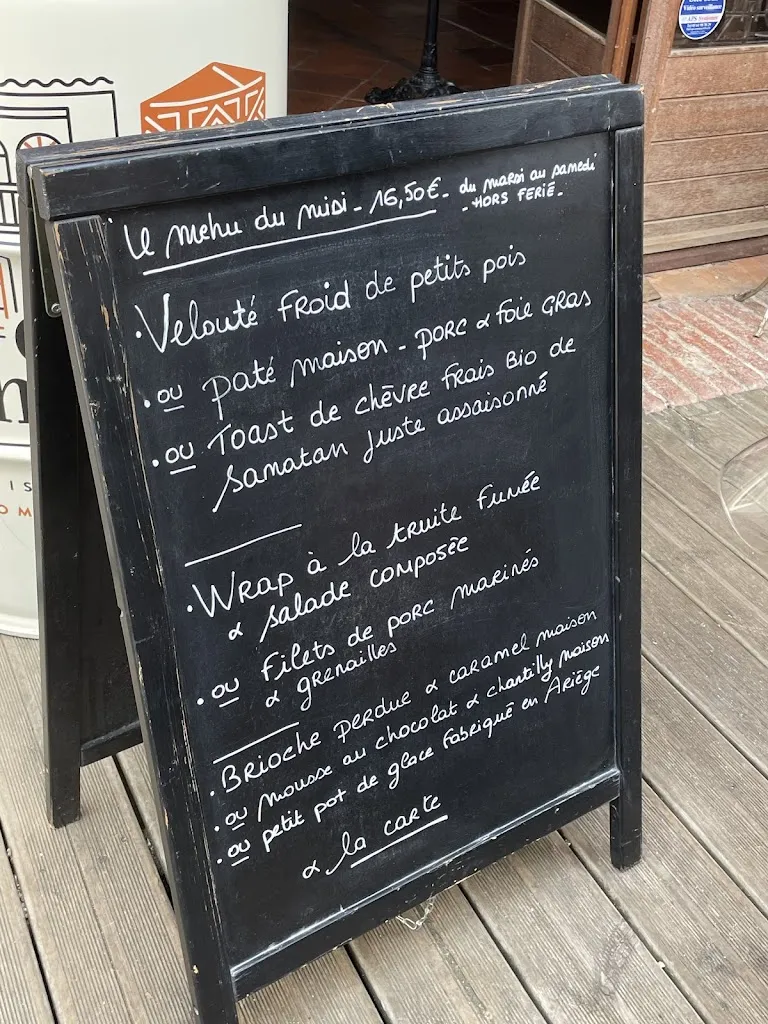 Le menu du midi - 16,50€ - du mardi au samedi
- HORS FERIÉ -
• Velouté FROID de petits pois
• ou paté maison - PORC & foie GRAS
• ou Toast de chèvre frais Bio de
Samatan juste assaisonné
• WRAP à la truite fumée
& salade composée
• ou Filets de porc marinés
& grenailles
• Brioche perdue & caramel maison
• ou mousse au chocolat & chantilly maison
• ou petit pot de glace fabriqué en Ariège
& la carte